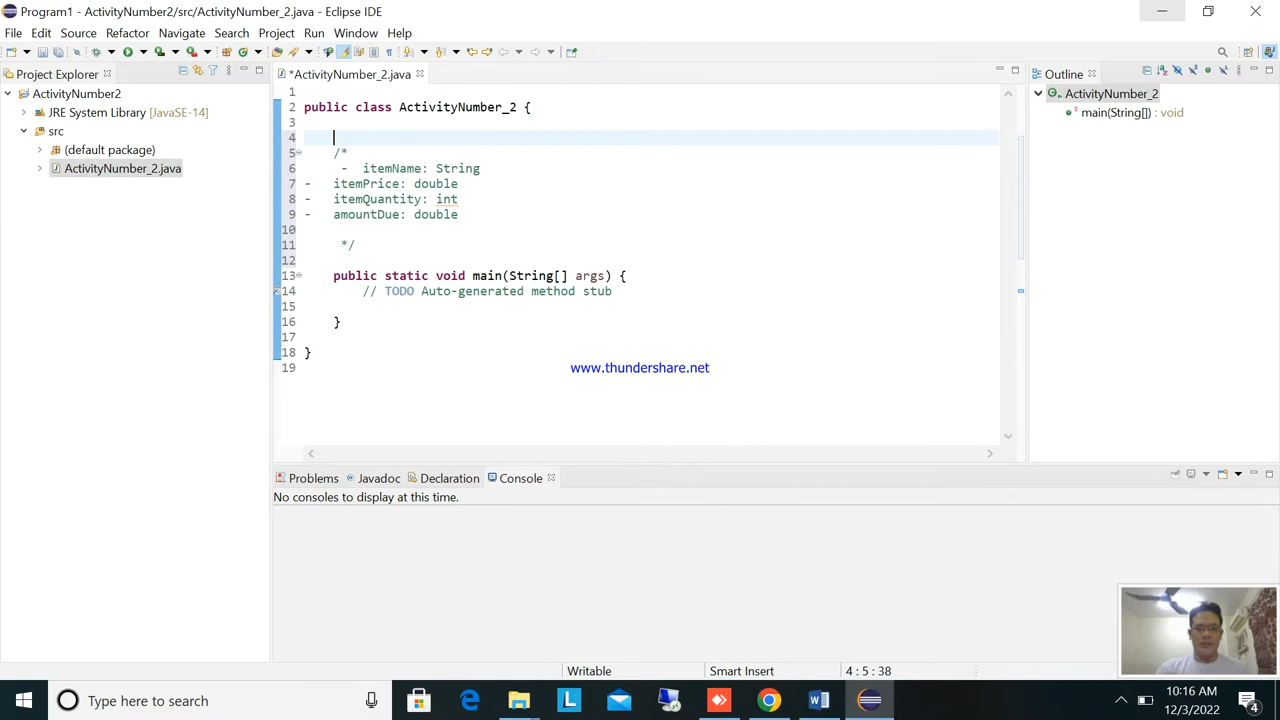 Program1 - ActivityNumber2/src/ActivityNumber_2.java - Eclipse IDE
File Edit Source Refactor Navigate Search Project Run Window Help
Project Explorer
*ActivityNumber_2.java
Outline
ActivityNumber2
JRE System Library [JavaSE-14]
src
(default package)
ActivityNumber_2.java
1
2 public class ActivityNumber_2 {
3
4
5 /*
6 - itemName: String
7 - itemPrice: double
8 - itemQuantity: int
9 - amountDue: double
10
11 */
12
13 public static void main(String[] args) {
14 // TODO Auto-generated method stub
15
16 }
17
18 }
19
www.thundershare.net
ActivityNumber_2
main(String[]) : void
Problems Javadoc Declaration Console
No consoles to display at this time.
Writable Smart Insert 4 : 5 : 38
Type here to search
10:16 AM
12/3/2022
4